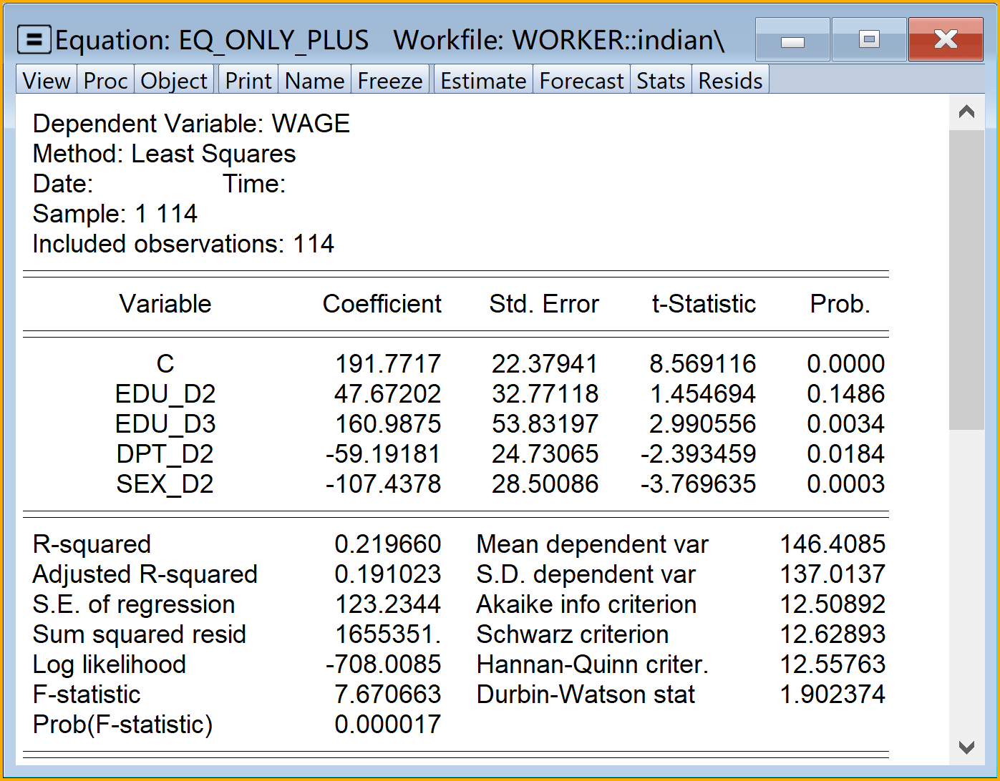 Equation: EQ_ONLY_PLUS Workfile: WORKER::indian\
View Proc Object Print Name Freeze Estimate Forecast Stats Resids
Dependent Variable: WAGE
Method: Least Squares
Date: Time:
Sample: 1 114
Included observations: 114
Variable Coefficient Std. Error t-Statistic Prob.
C 191.7717 22.37941 8.569116 0.0000
EDU_D2 47.67202 32.77118 1.454694 0.1486
EDU_D3 160.9875 53.83197 2.990556 0.0034
DPT_D2 -59.19181 24.73065 -2.393459 0.0184
SEX_D2 -107.4378 28.50086 -3.769635 0.0003
R-squared 0.219660 Mean dependent var 146.4085
Adjusted R-squared 0.191023 S.D. dependent var 137.0137
S.E. of regression 123.2344 Akaike info criterion 12.50892
Sum squared resid 1655351. Schwarz criterion 12.62893
Log likelihood -708.0085 Hannan-Quinn criter. 12.55763
F-statistic 7.670663 Durbin-Watson stat 1.902374
Prob(F-statistic) 0.000017